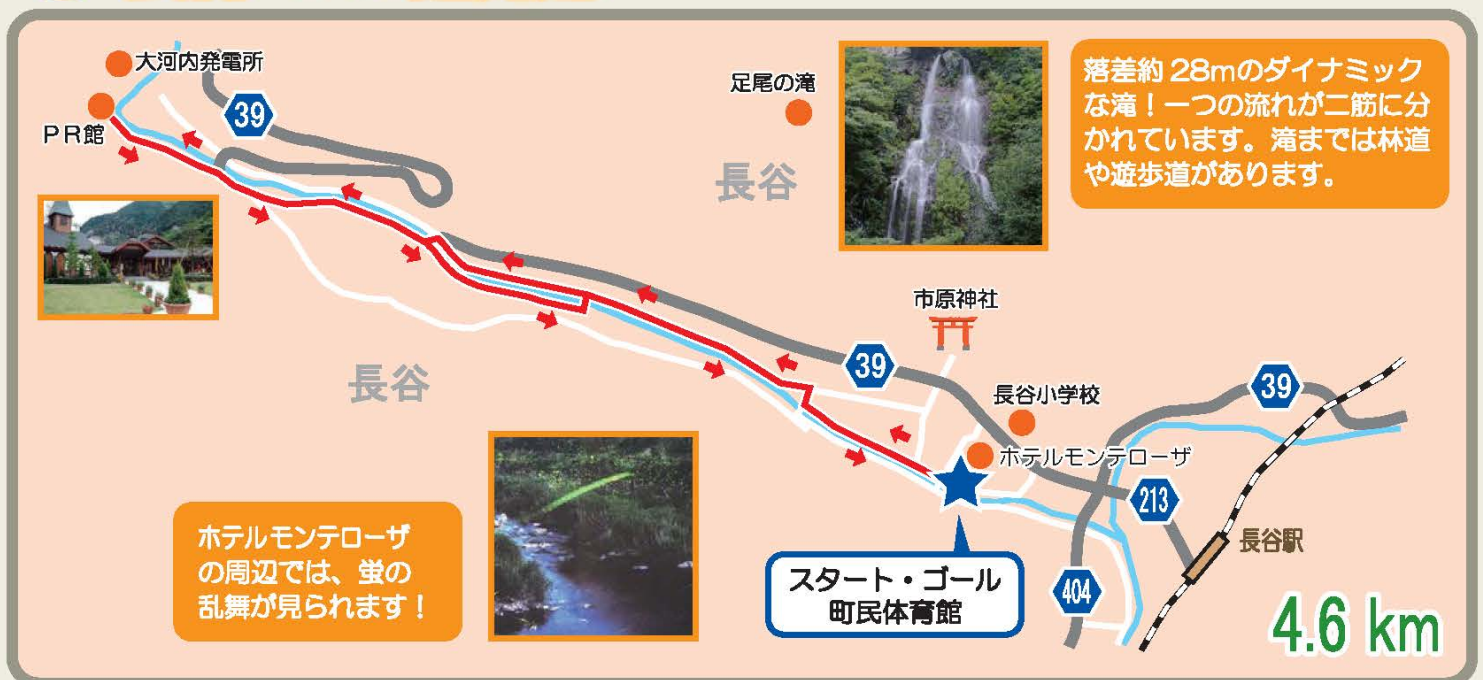 大河内発電所
39
PR館
足尾の滝
長谷
落差約28mのダイナミック
な滝！一つの流れが二筋に分
かれています。滝までは林道
や遊歩道があります。
市原神社
39
長谷
長谷小学校
39
ホテルモンテローザ
213
長谷駅
404
ホテルモンテローザ
の周辺では、蛍の
乱舞が見られます！
スタート・ゴール
町民体育館
4.6 km